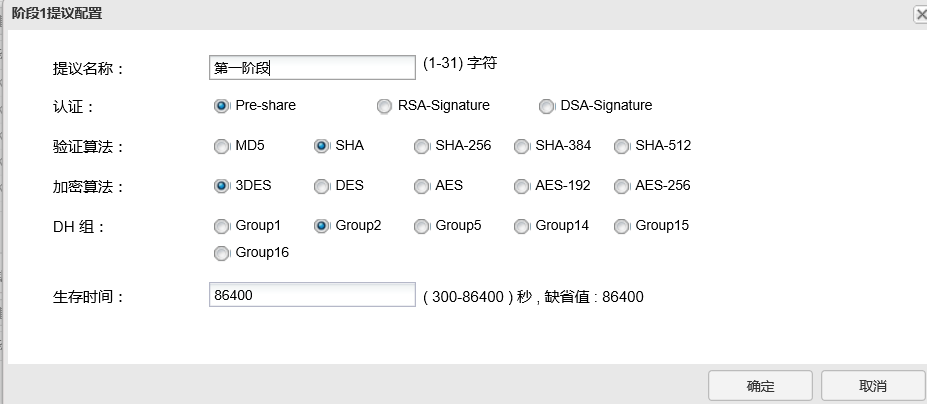 阶段1提议配置
提议名称： 第一阶段 (1-31) 字符
认证： Pre-share RSA-Signature DSA-Signature
验证算法： MD5 SHA SHA-256 SHA-384 SHA-512
加密算法： 3DES DES AES AES-192 AES-256
DH 组： Group1 Group2 Group5 Group14 Group15
Group16
生存时间： 86400 ( 300-86400 ) 秒 , 缺省值 : 86400
确定 取消